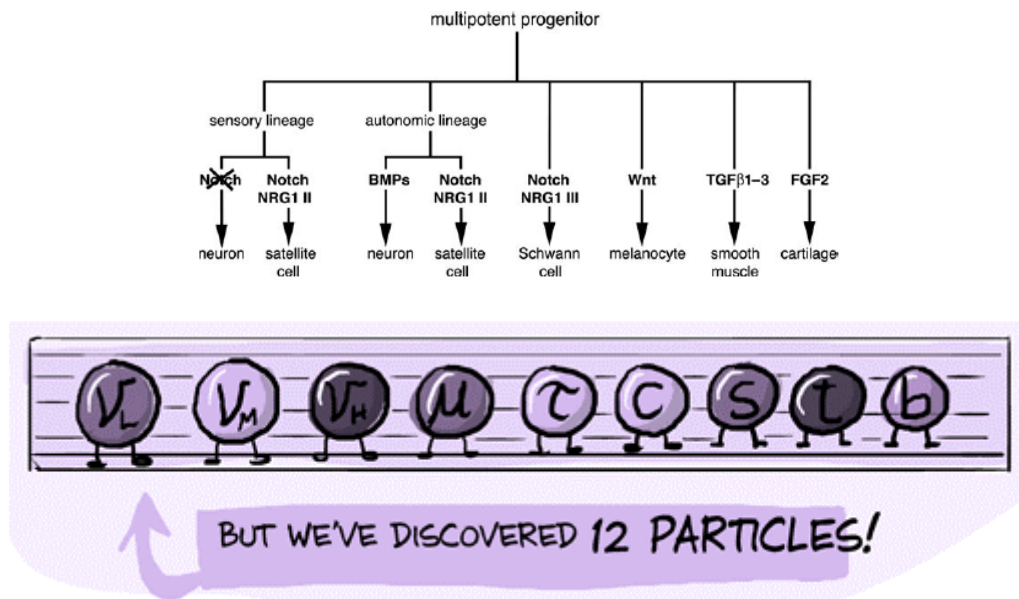 multipotent progenitor
sensory lineage autonomic lineage
Notch Notch BMPs Notch Notch Wnt TGFβ1–3 FGF2
NRG1 II NRG1 II NRG1 III
neuron satellite neuron satellite Schwann melanocyte smooth cartilage
cell cell cell muscle
ν_L ν_M ν_H μ τ c s t b
BUT WE'VE DISCOVERED 12 PARTICLES!